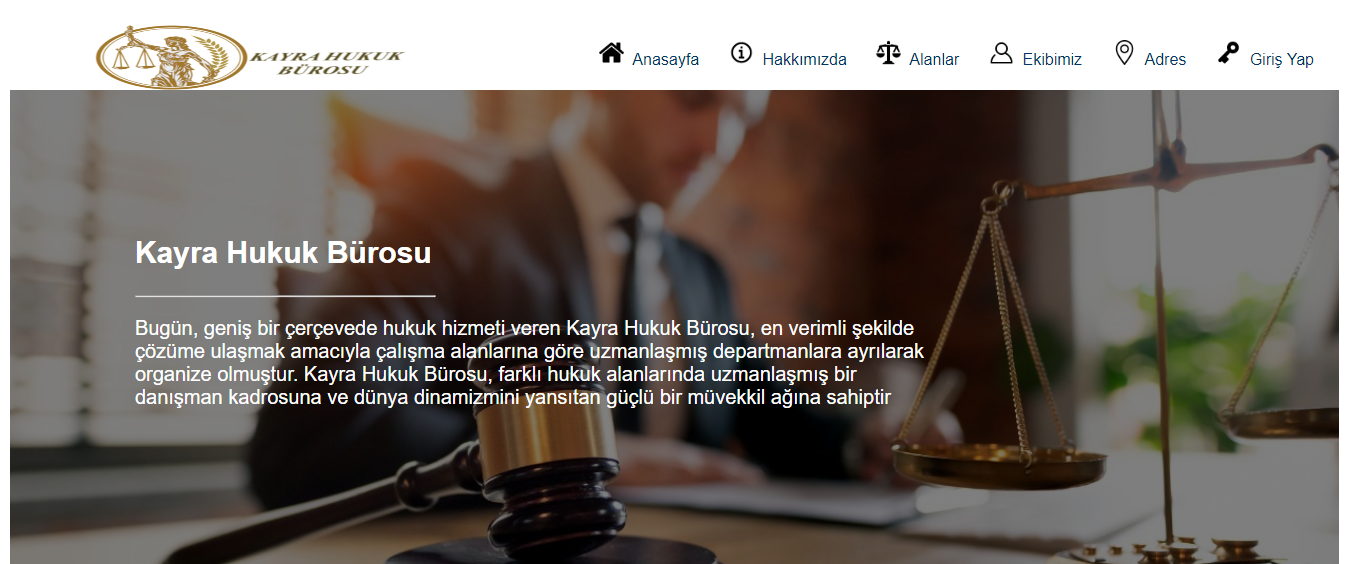 KAYRA HUKUK
BÜROSU
Anasayfa
Hakkımızda
Alanlar
Ekibimiz
Adres
Giriş Yap
Kayra Hukuk Bürosu
Bugün, geniş bir çerçevede hukuk hizmeti veren Kayra Hukuk Bürosu, en verimli şekilde
çözüme ulaşmak amacıyla çalışma alanlarına göre uzmanlaşmış departmanlara ayrılarak
organize olmuştur. Kayra Hukuk Bürosu, farklı hukuk alanlarında uzmanlaşmış bir
danışman kadrosuna ve dünya dinamizmini yansıtan güçlü bir müvekkil ağına sahiptir